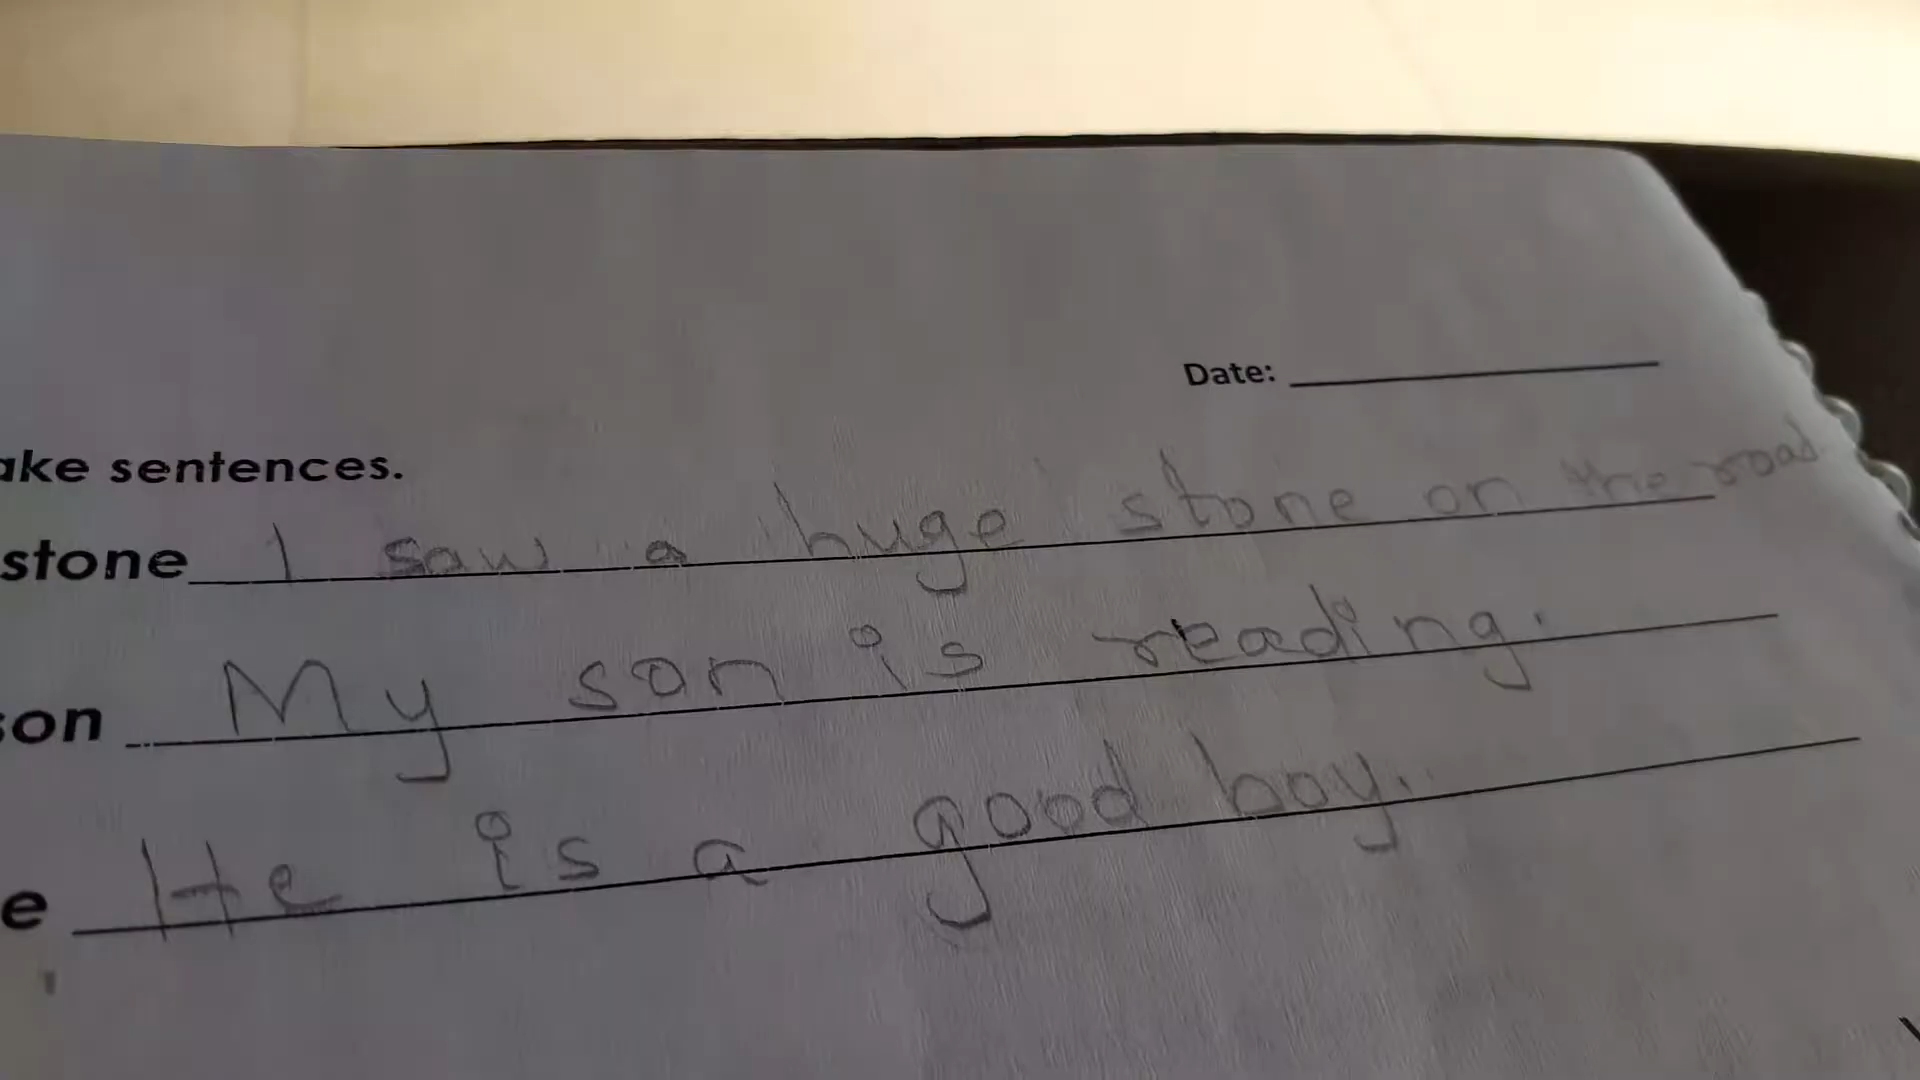 Date:
ake sentences.
stone I saw a huge stone on the road
son My son is reading.
e He is a good boy.